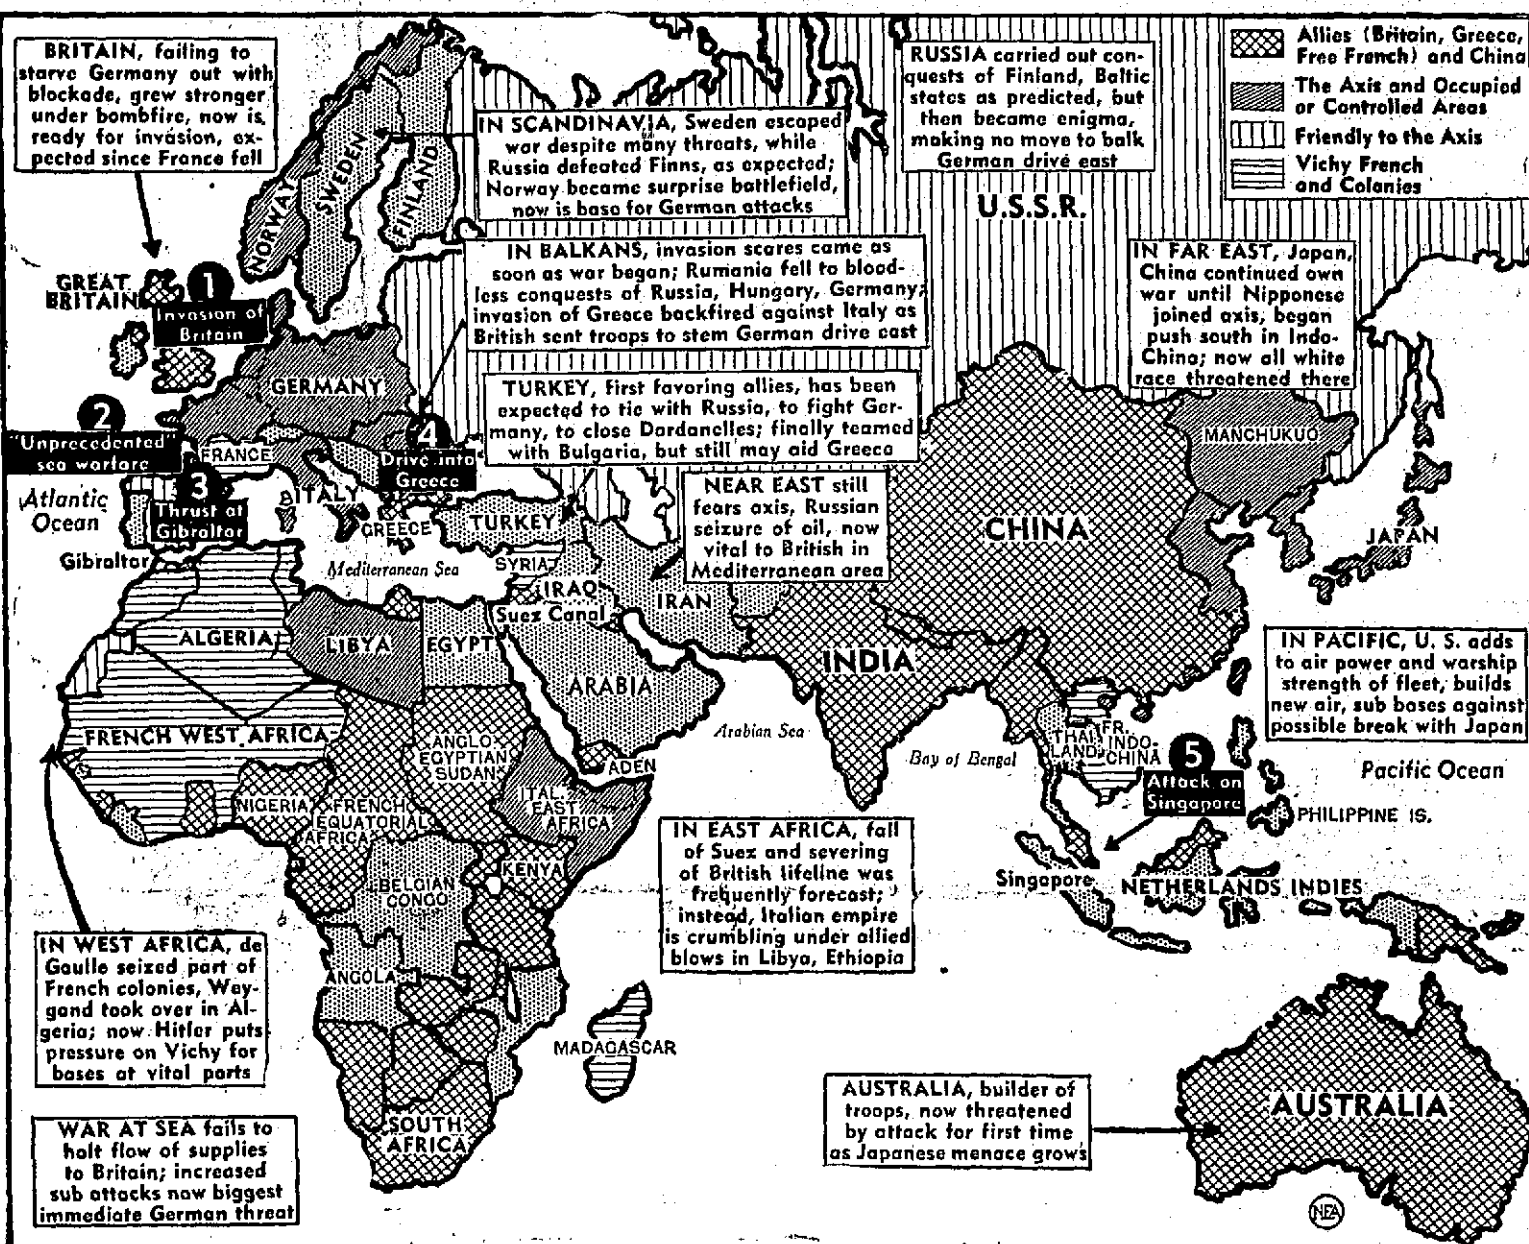 BRITAIN, failing to
starve Germany out with
blockade, grew stronger
under bombfire, now is
ready for invasion, ex-
pected since France fell
IN SCANDINAVIA, Sweden escaped
war despite many threats, while
Russia defeated Finns, as expected;
Norway became surprise battlefield,
now is base for German attacks
RUSSIA carried out con-
quests of Finland, Baltic
states as predicted, but
then became enigma,
making no move to balk
German drive east
Allies (Britain, Greece,
Free French) and China
The Axis and Occupied
or Controlled Areas
Friendly to the Axis
Vichy French
and Colonies
NORWAY
SWEDEN
FINLAND
U.S.S.R.
IN BALKANS, invasion scares came as
soon as war began; Rumania fell to blood-
less conquests of Russia, Hungary, Germany;
invasion of Greece backfired against Italy as
British sent troops to stem German drive east
IN FAR EAST, Japan,
China continued own
war until Nipponese
joined axis, began
push south in Indo-
China; now all white
race threatened there
GREAT
BRITAIN
1
Invasion of
Britain
GERMANY
TURKEY, first favoring allies, has been
expected to tie with Russia, to fight Ger-
many, to close Dardanelles; finally teamed
with Bulgaria, but still may aid Greece
2
"Unprecedented"
sea warfare
FRANCE
4
Drive into
Greece
MANCHUKUO
3
Thrust at
Gibraltar
Atlantic
Ocean
ITALY
GREECE
TURKEY
NEAR EAST still
fears axis, Russian
seizure of oil, now
vital to British in
Mediterranean area
CHINA
JAPAN
Gibraltar
Mediterranean Sea
SYRIA
IRAQ
Suez Canal
IRAN
ALGERIA
LIBYA
EGYPT
ARABIA
INDIA
IN PACIFIC, U. S. adds
to air power and warship
strength of fleet, builds
new air, sub bases against
possible break with Japan
FRENCH WEST AFRICA
ANGLO
EGYPTIAN
SUDAN
ADEN
Arabian Sea
Bay of Bengal
THAI
LAND
FR.
INDO-
CHINA
5
Attack on
Singapore
Pacific Ocean
PHILIPPINE IS.
NIGERIA
FRENCH
EQUATORIAL
AFRICA
ITAL.
EAST
AFRICA
KENYA
BELGIAN
CONGO
IN EAST AFRICA, fall
of Suez and severing
of British lifeline was
frequently forecast;
instead, Italian empire
is crumbling under allied
blows in Libya, Ethiopia
Singapore
NETHERLANDS INDIES
IN WEST AFRICA, de
Gaulle seized part of
French colonies, Wey-
gand took over in Al-
geria; now Hitler puts
pressure on Vichy for
bases at vital ports
ANGOLA
MADAGASCAR
SOUTH
AFRICA
AUSTRALIA, builder of
troops, now threatened
by attack for first time
as Japanese menace grows
AUSTRALIA
WAR AT SEA fails to
halt flow of supplies
to Britain; increased
sub attacks now biggest
immediate German threat
NEA